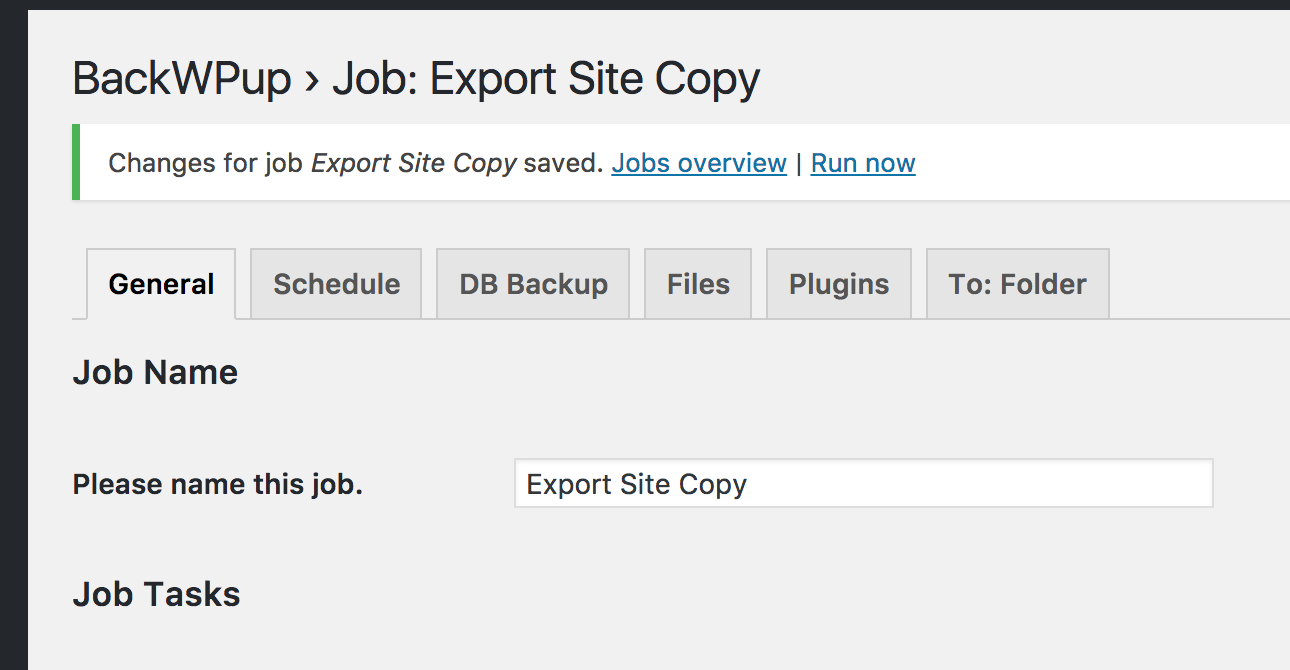 BackWPup › Job: Export Site Copy
Changes for job Export Site Copy saved. Jobs overview | Run now
General Schedule DB Backup Files Plugins To: Folder
Job Name
Please name this job. Export Site Copy
Job Tasks